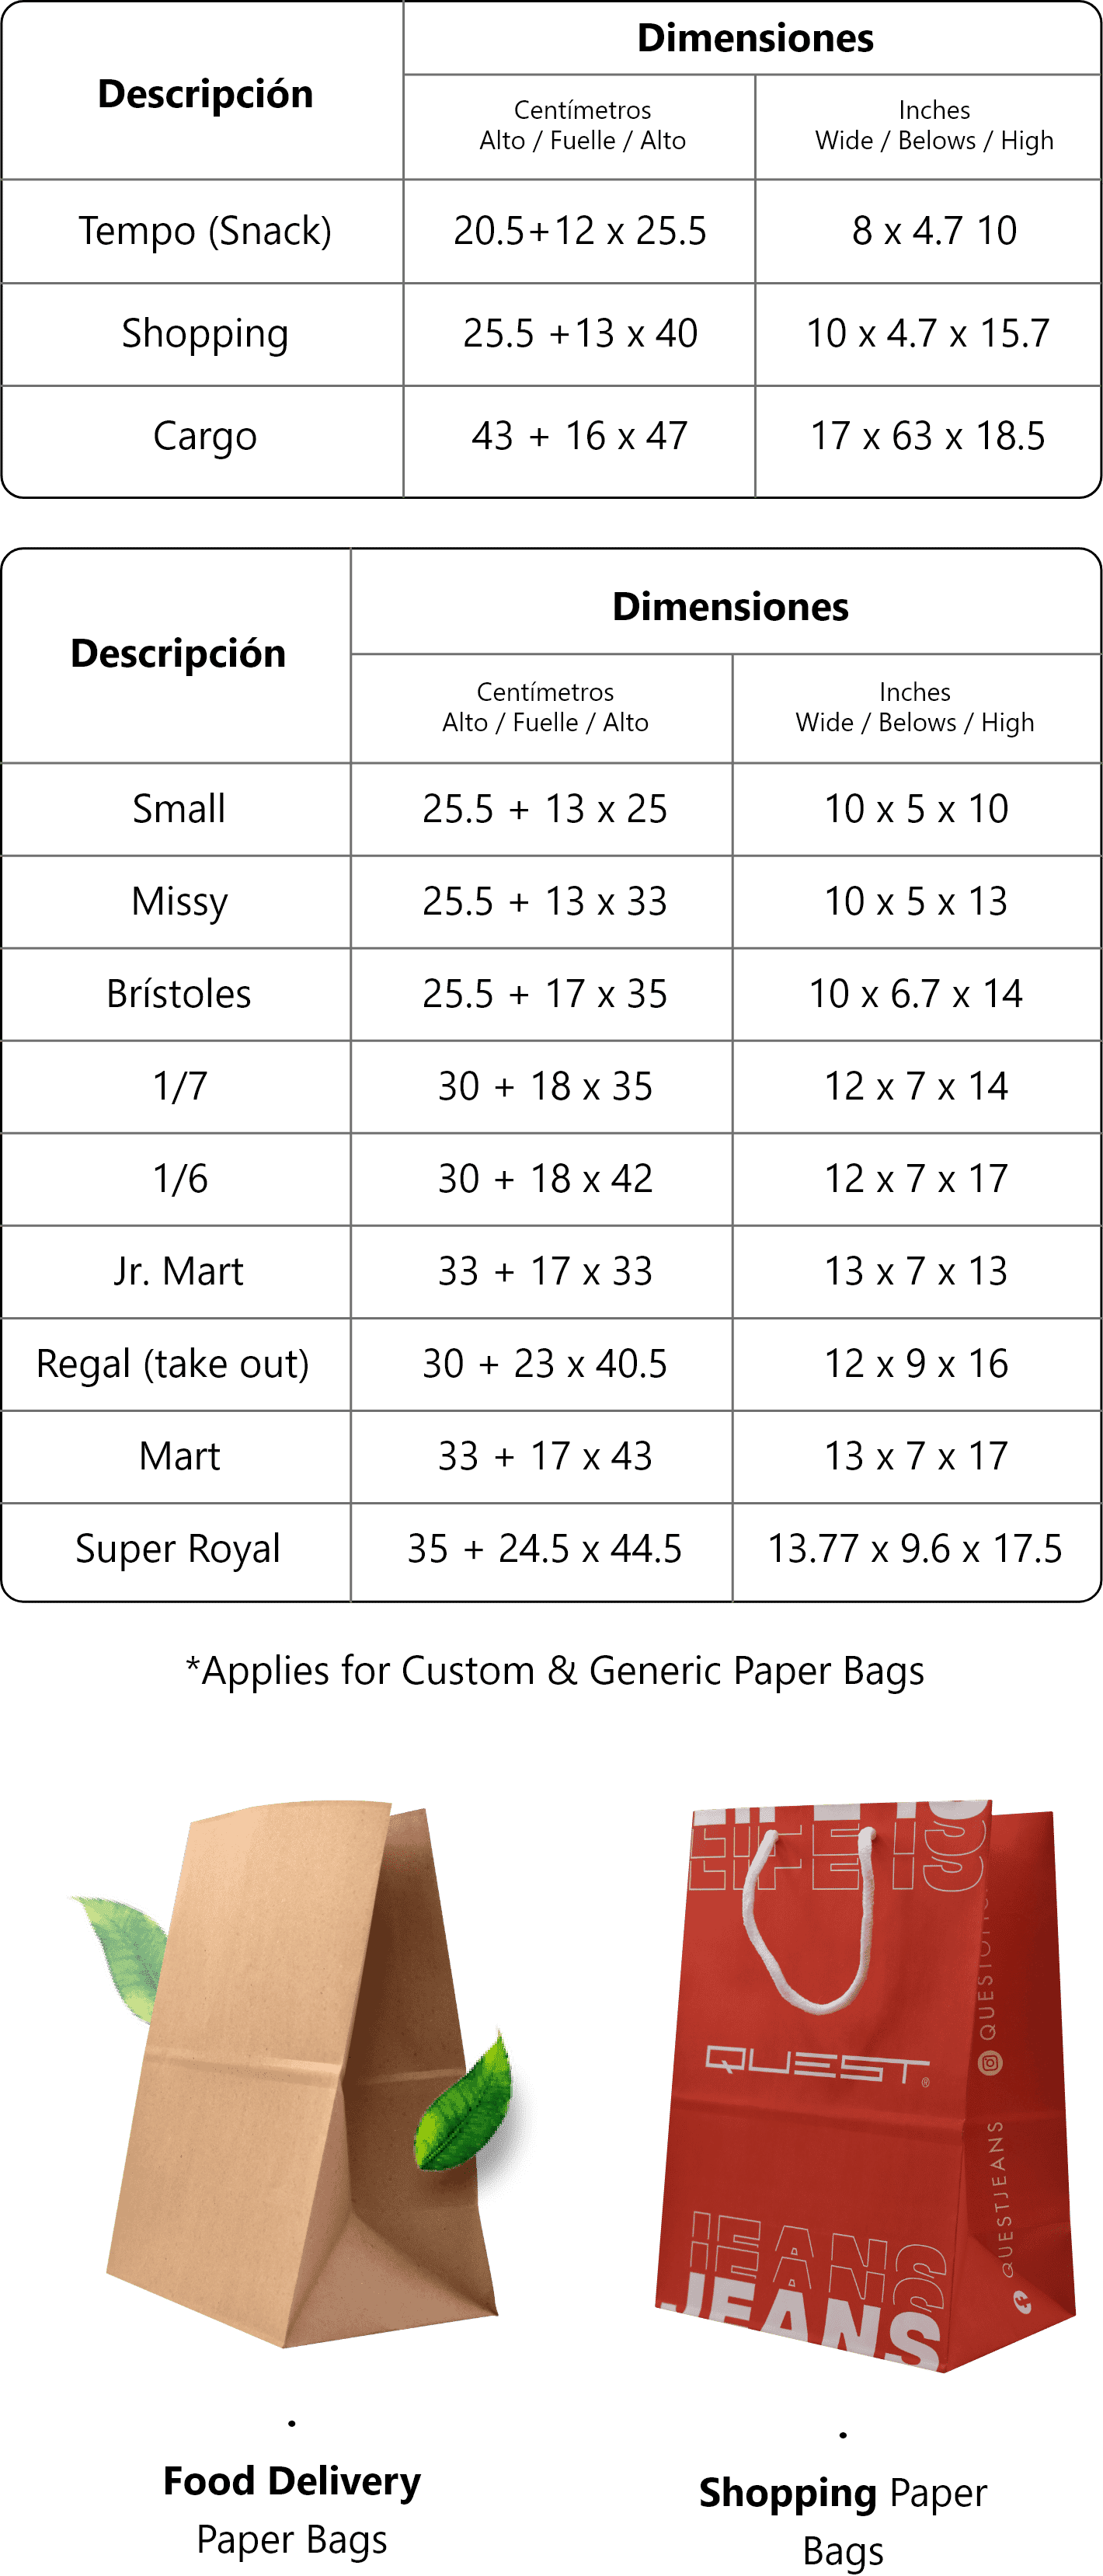 Descripción
Dimensiones
Centímetros
Alto / Fuelle / Alto
Inches
Wide / Belows / High
Tempo (Snack)
20.5+12 x 25.5
8 x 4.7 10
Shopping
25.5 +13 x 40
10 x 4.7 x 15.7
Cargo
43 + 16 x 47
17 x 63 x 18.5
Descripción
Dimensiones
Centímetros
Alto / Fuelle / Alto
Inches
Wide / Belows / High
Small
25.5 + 13 x 25
10 x 5 x 10
Missy
25.5 + 13 x 33
10 x 5 x 13
Brístoles
25.5 + 17 x 35
10 x 6.7 x 14
1/7
30 + 18 x 35
12 x 7 x 14
1/6
30 + 18 x 42
12 x 7 x 17
Jr. Mart
33 + 17 x 33
13 x 7 x 13
Regal (take out)
30 + 23 x 40.5
12 x 9 x 16
Mart
33 + 17 x 43
13 x 7 x 17
Super Royal
35 + 24.5 x 44.5
13.77 x 9.6 x 17.5
*Applies for Custom & Generic Paper Bags
LIFE IS
LIFE IS
LIFE IS
QUEST®
JEANS
JEANS
JEANS
QUESTJEANS
.
Food Delivery
Paper Bags
.
Shopping Paper
Bags